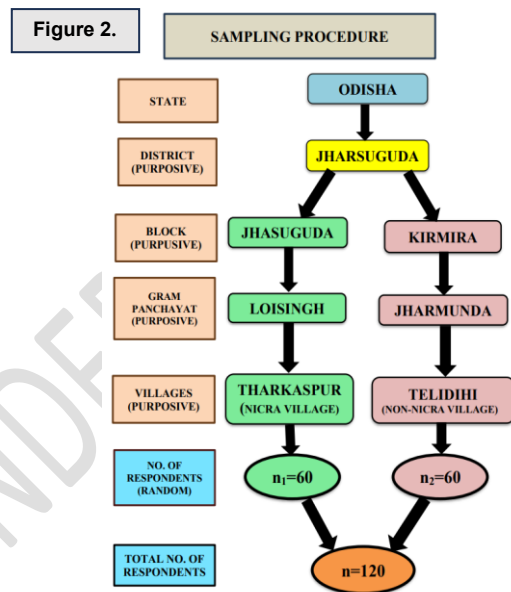 Figure 2.
SAMPLING PROCEDURE
STATE
ODISHA
DISTRICT
(PURPOSIVE)
JHARSUGUDA
BLOCK
(PURPUSIVE)
JHASUGUDA
KIRMIRA
GRAM
PANCHAYAT
(PURPOSIVE)
LOISINGH
JHARMUNDA
VILLAGES
(PURPOSIVE)
THARKASPUR
(NICRA VILLAGE)
TELIDIHI
(NON-NICRA VILLAGE)
NO. OF
RESPONDENTS
(RANDOM)
n₁=60
n₂=60
TOTAL NO. OF
RESPONDENTS
n=120